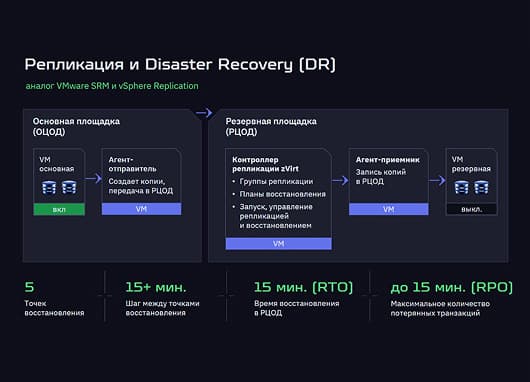 Репликация и Disaster Recovery (DR)
аналог VMware SRM и vSphere Replication
Основная площадка
(ОЦОД)
VM
основная
вкл
Агент-
отправитель
Создает копии,
передача в РЦОД
VM
Резервная площадка
(РЦОД)
Контроллер
репликации zVirt
• Группы репликации
• Планы восстановления
• Запуск, управление
репликацией
и восстановлением
VM
Агент-приемник
Запись копий
в РЦОД
VM
VM
резервная
выкл.
5
Точек
восстановления
15+ мин.
Шаг между точками
восстановления
15 мин. (RTO)
Время восстановления
в РЦОД
до 15 мин. (RPO)
Максимальное количество
потерянных транзакций